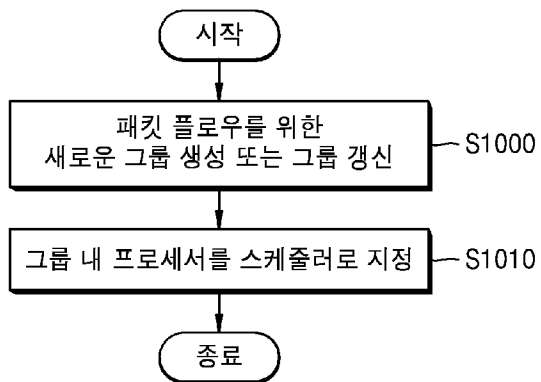 시작
패킷 플로우를 위한
새로운 그룹 생성 또는 그룹 갱신
S1000
그룹 내 프로세서를 스케줄러로 지정
S1010
종료